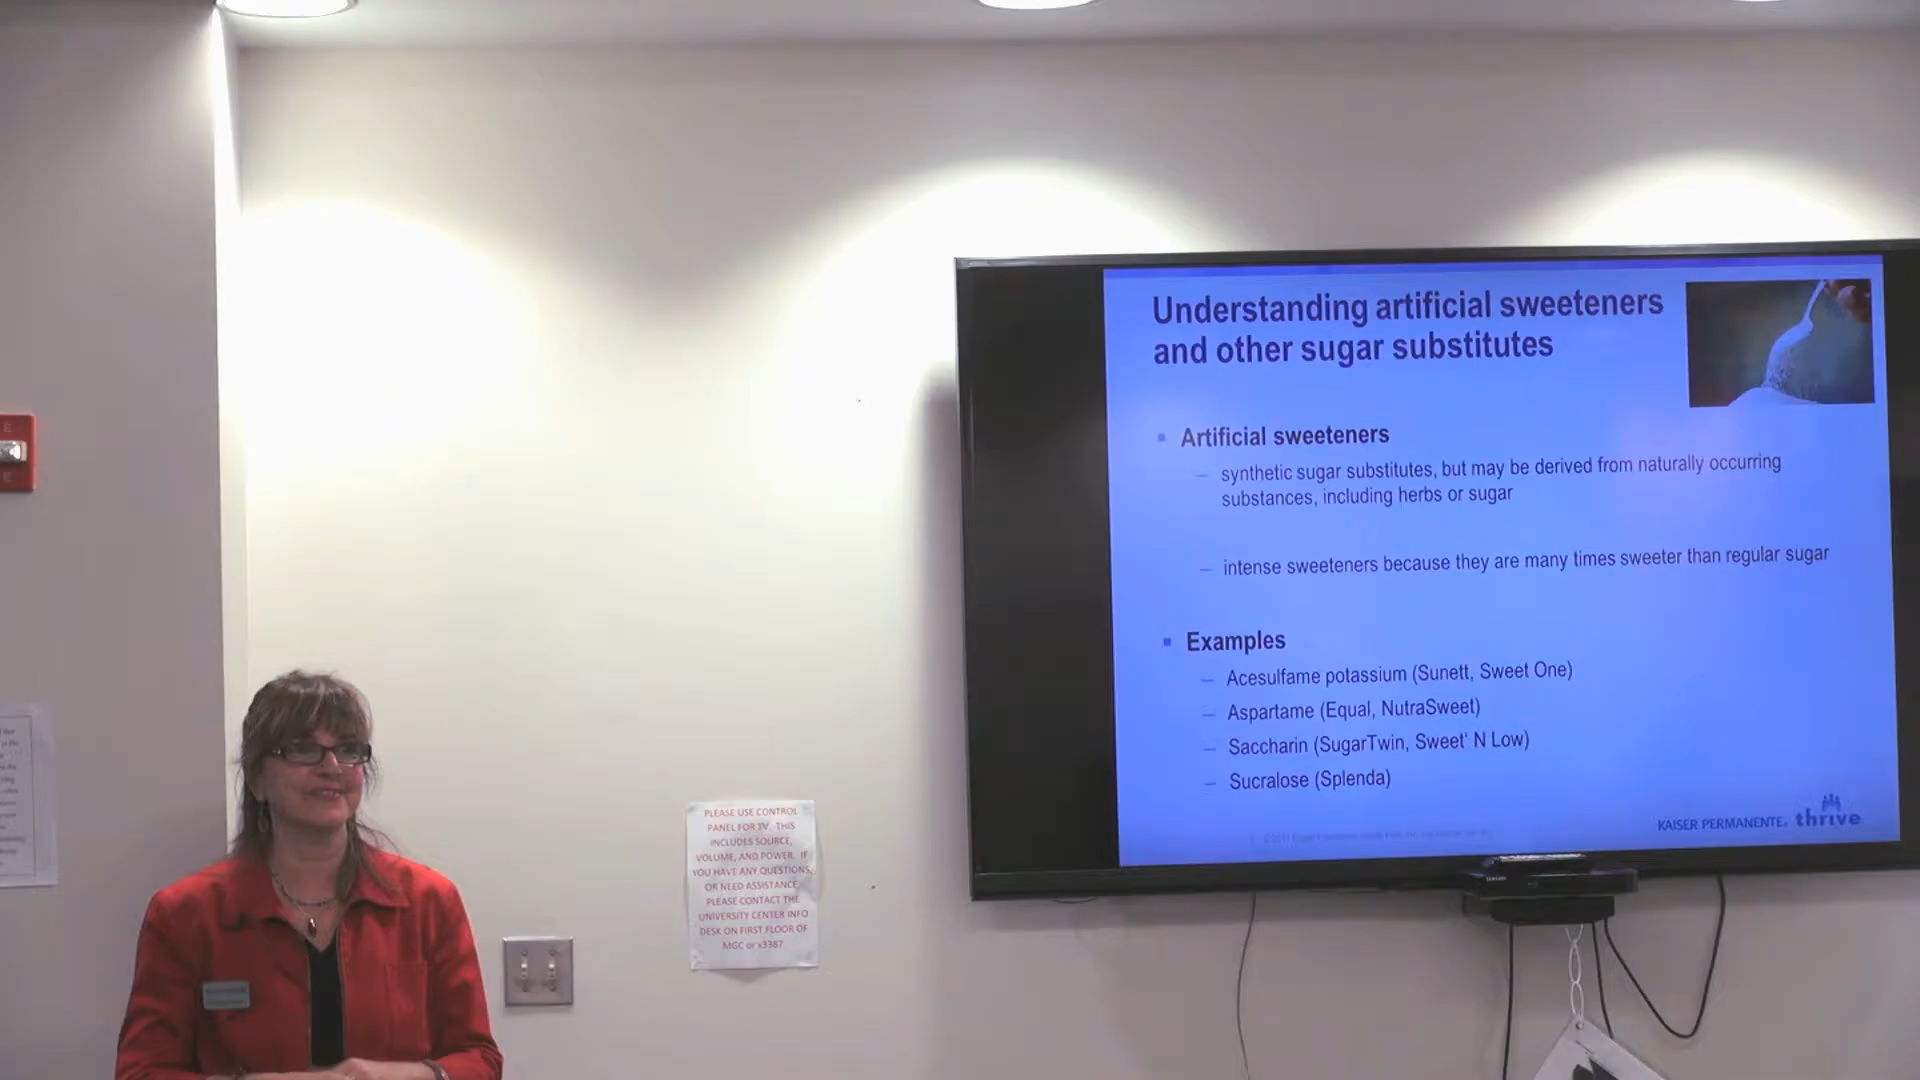 Understanding artificial sweeteners
and other sugar substitutes
Artificial sweeteners
synthetic sugar substitutes, but may be derived from naturally occurring
substances, including herbs or sugar
intense sweeteners because they are many times sweeter than regular sugar
Examples
Acesulfame potassium (Sunett, Sweet One)
Aspartame (Equal, NutraSweet)
Saccharin (SugarTwin, Sweet' N Low)
Sucralose (Splenda)
KAISER PERMANENTE® thrive
PLEASE USE CONTROL
PANEL FOR TV. THIS
INCLUDES SOURCE,
VOLUME, AND POWER. IF
YOU HAVE ANY QUESTIONS
OR NEED ASSISTANCE,
PLEASE CONTACT THE
UNIVERSITY CENTER INFO
DESK ON FIRST FLOOR OF
MGC or x3387